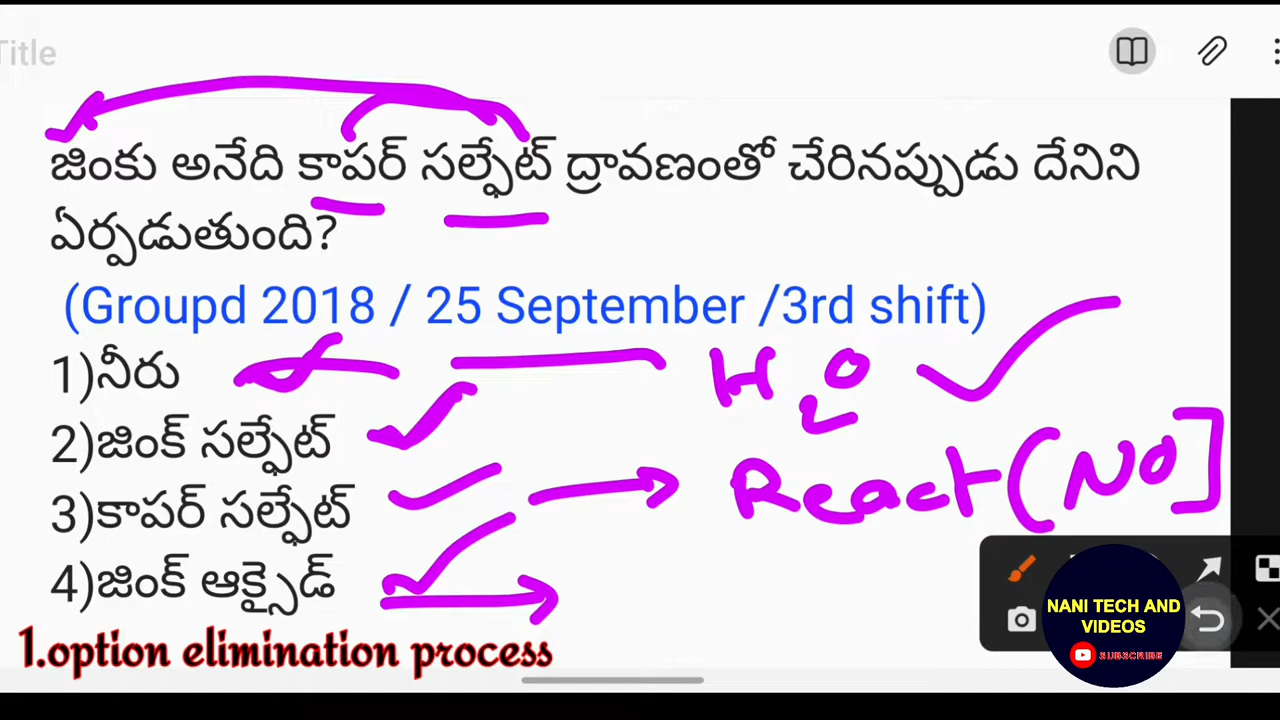 Title
జింకు అనేది కాపర్ సల్ఫేట్ ద్రావణంతో చేరినప్పుడు దేనిని
ఏర్పడుతుంది?
(Groupd 2018 / 25 September /3rd shift)
1)నీరు
H2O
2)జింక్ సల్ఫేట్
React (NO]
3)కాపర్ సల్ఫేట్
4)జింక్ ఆక్సైడ్
NANI TECH AND
VIDEOS
SUBSCRIBE
1.option elimination process